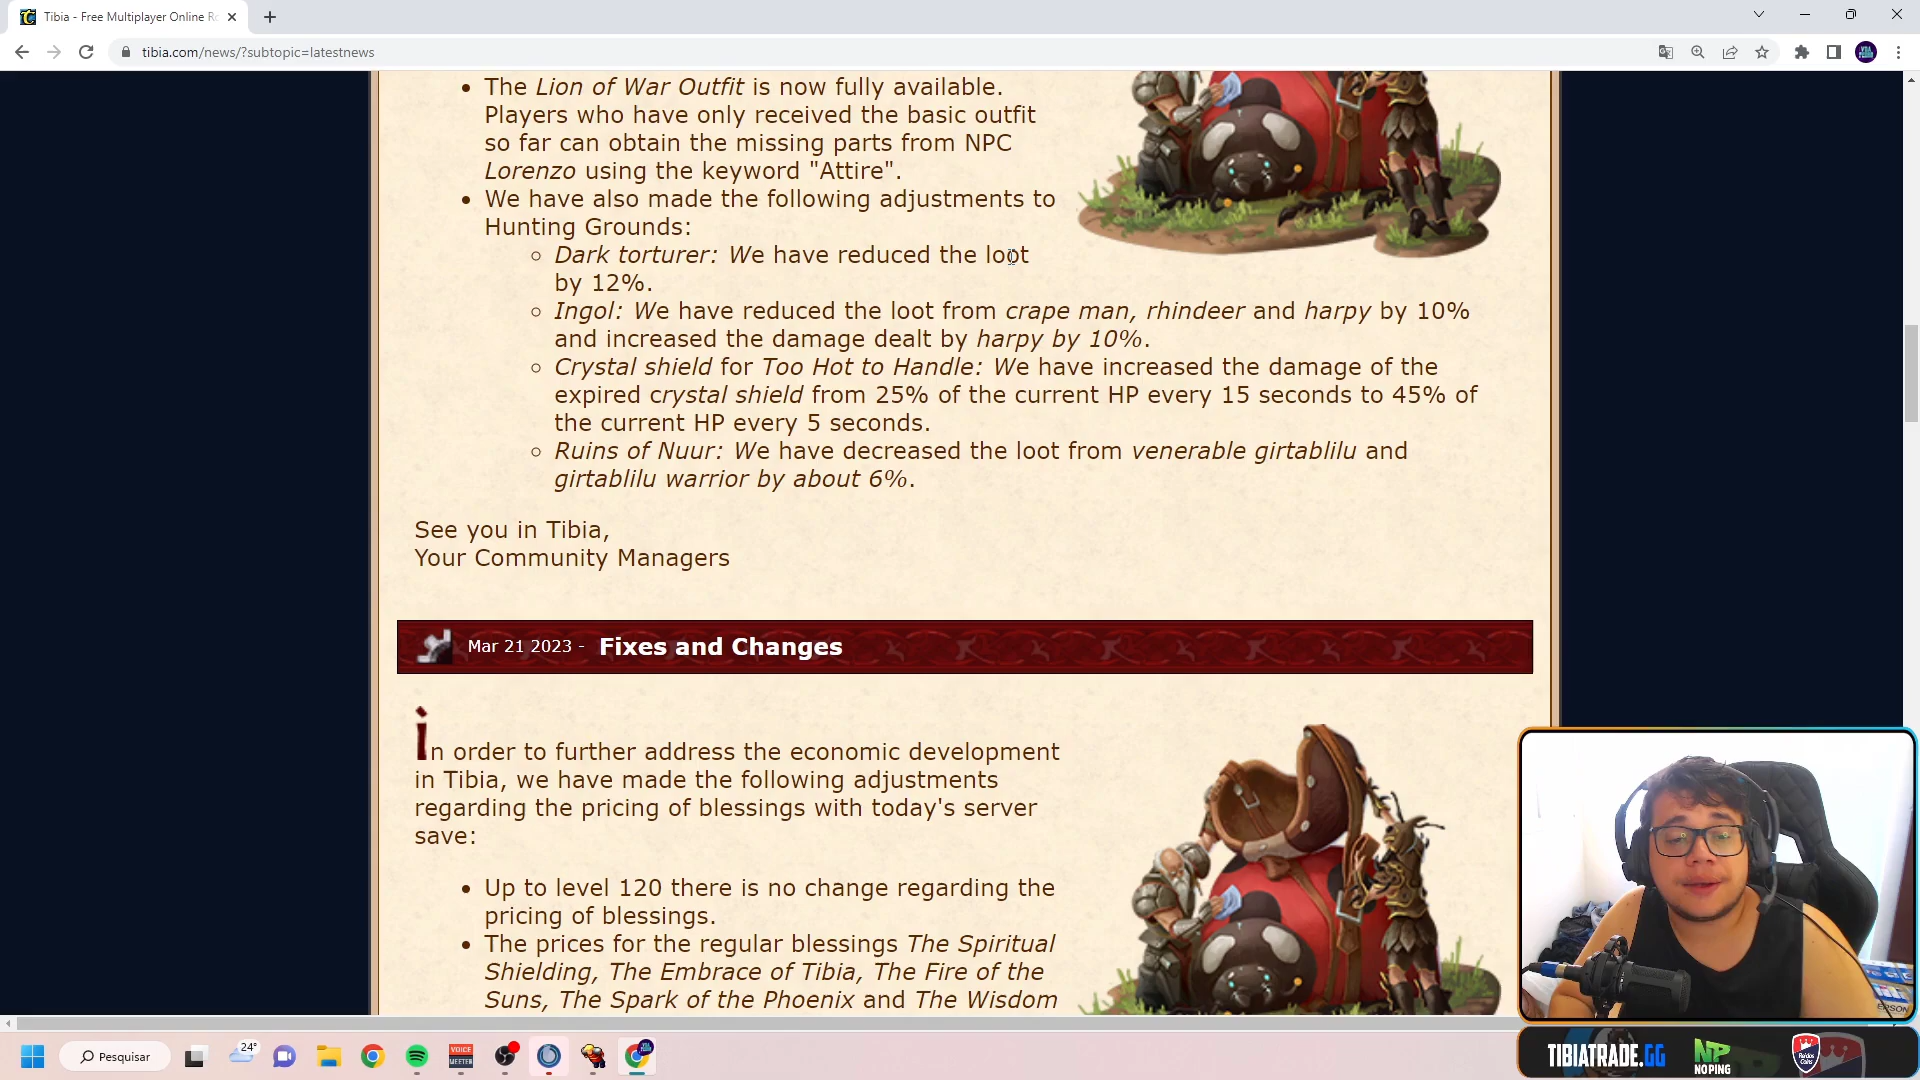 Tibia - Free Multiplayer Online Ro
tibia.com/news/?subtopic=latestnews
The Lion of War Outfit is now fully available.
Players who have only received the basic outfit
so far can obtain the missing parts from NPC
Lorenzo using the keyword "Attire".
We have also made the following adjustments to
Hunting Grounds:
Dark torturer: We have reduced the loot
by 12%.
Ingol: We have reduced the loot from crape man, rhindeer and harpy by 10%
and increased the damage dealt by harpy by 10%.
Crystal shield for Too Hot to Handle: We have increased the damage of the
expired crystal shield from 25% of the current HP every 15 seconds to 45% of
the current HP every 5 seconds.
Ruins of Nuur: We have decreased the loot from venerable girtablilu and
girtablilu warrior by about 6%.
See you in Tibia,
Your Community Managers
Mar 21 2023 - Fixes and Changes
In order to further address the economic development
in Tibia, we have made the following adjustments
regarding the pricing of blessings with today's server
save:
Up to level 120 there is no change regarding the
pricing of blessings.
The prices for the regular blessings The Spiritual
Shielding, The Embrace of Tibia, The Fire of the
Suns, The Spark of the Phoenix and The Wisdom
EPSON
Pesquisar
24°
VOICE
MEETER
TIBIATRADE.GG
NP
NOPING
Rubos
Coins